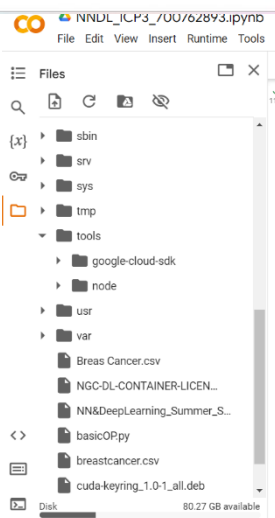 NNDL_ICP3_700762893.ipynb
File Edit View Insert Runtime Tools
Files
{x}
sbin
srv
sys
tmp
tools
google-cloud-sdk
node
usr
var
Breas Cancer.csv
NGC-DL-CONTAINER-LICEN...
NN&DeepLearning_Summer_S...
basicOP.py
breastcancer.csv
cuda-keyring_1.0-1_all.deb
Disk 80.27 GB available